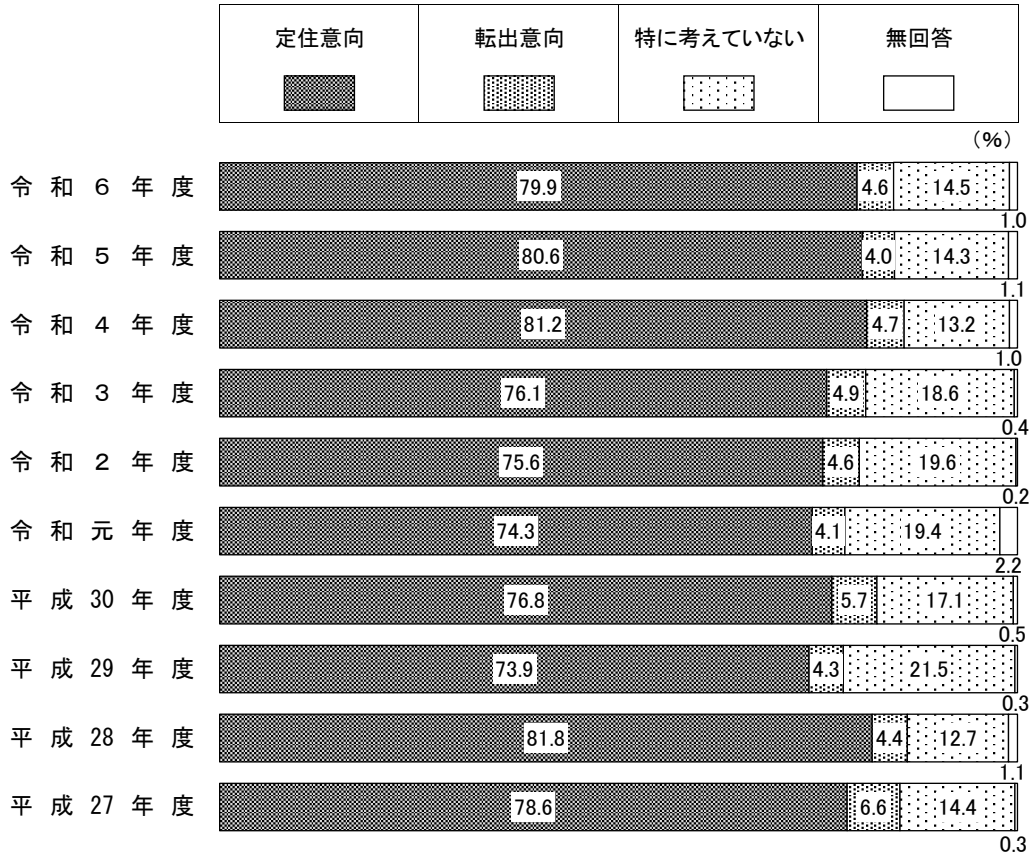 定住意向 転出意向 特に考えていない 無回答
(%)
令和６年度 79.9 4.6 14.5 1.0
令和５年度 80.6 4.0 14.3 1.1
令和４年度 81.2 4.7 13.2 1.0
令和３年度 76.1 4.9 18.6 0.4
令和２年度 75.6 4.6 19.6 0.2
令和元年度 74.3 4.1 19.4 2.2
平成30年度 76.8 5.7 17.1 0.5
平成29年度 73.9 4.3 21.5 0.3
平成28年度 81.8 4.4 12.7 1.1
平成27年度 78.6 6.6 14.4 0.3